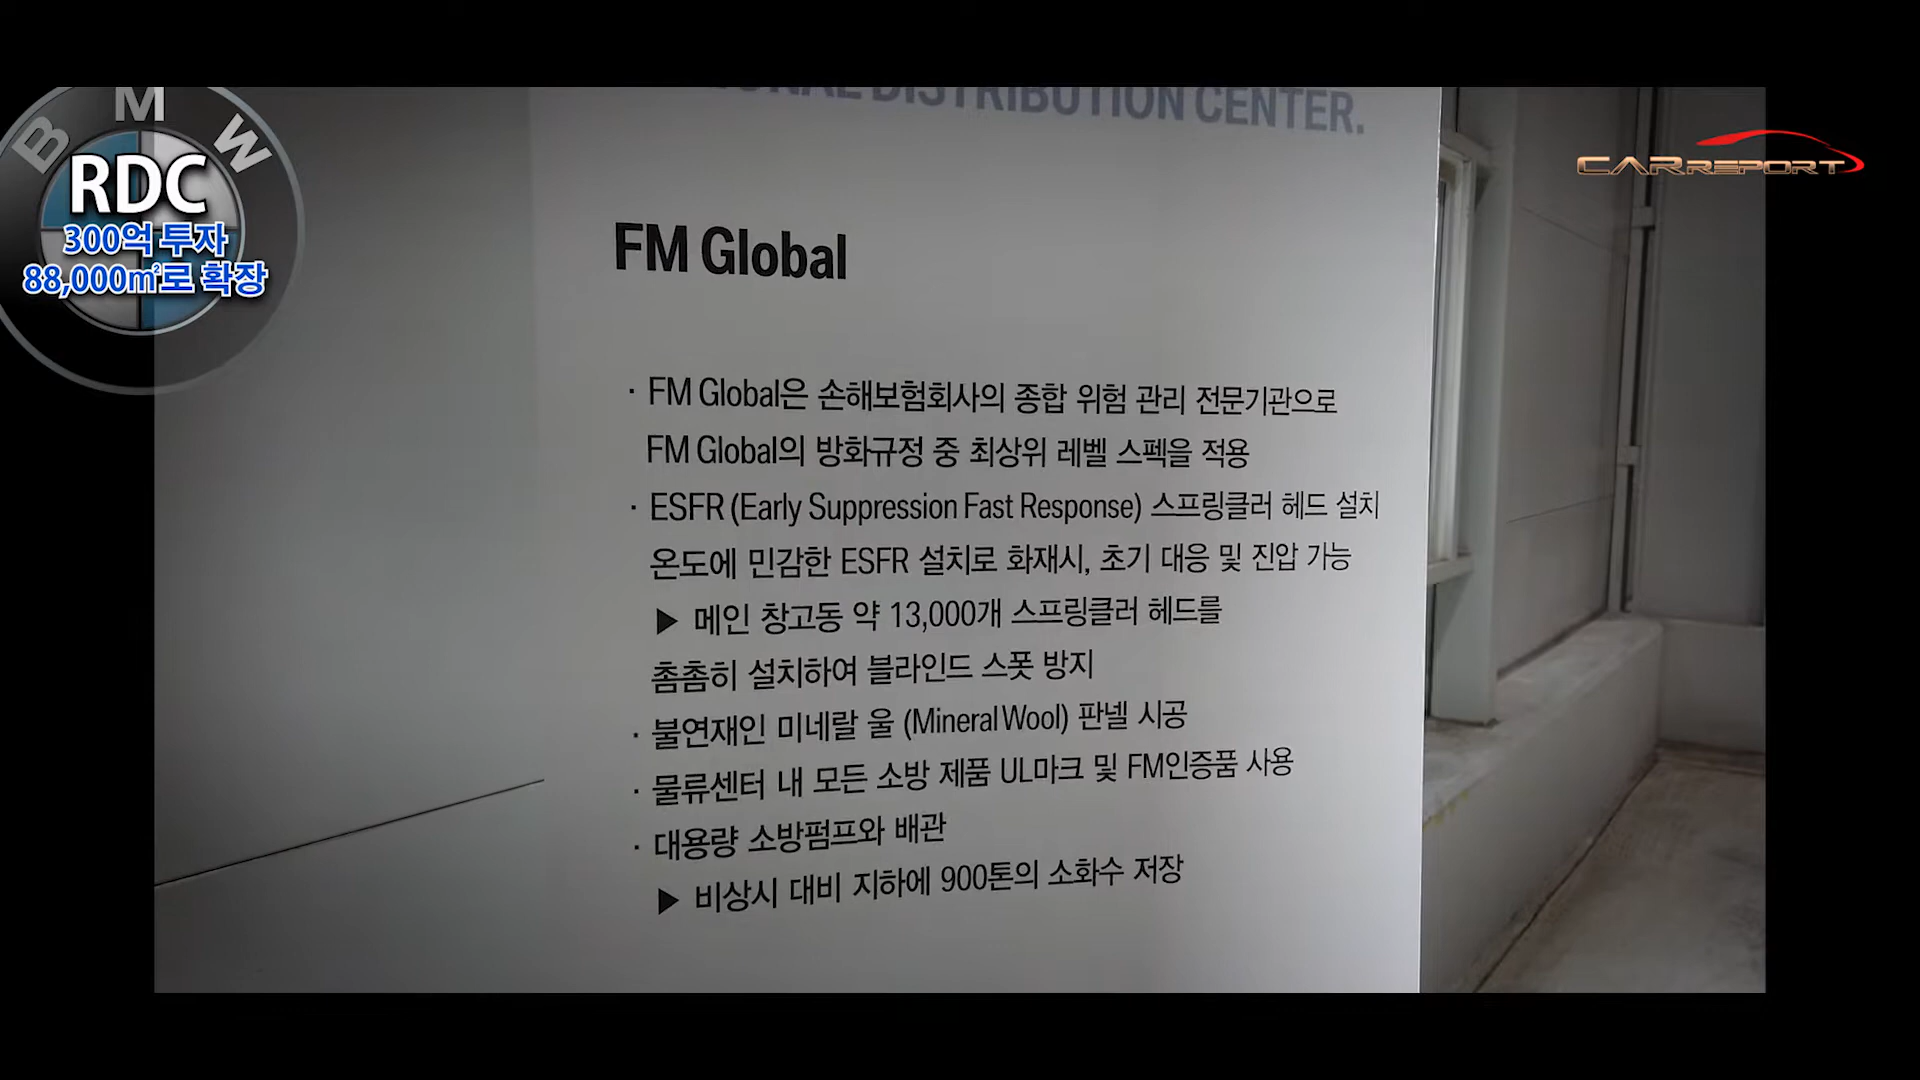 BMW
RDC
300억 투자
88,000㎡로 확장
CARREPORT
DISTRIBUTION CENTER.
FM Global
· FM Global은 손해보험회사의 종합 위험 관리 전문기관으로
FM Global의 방화규정 중 최상위 레벨 스펙을 적용
· ESFR (Early Suppression Fast Response) 스프링클러 헤드 설치
온도에 민감한 ESFR 설치로 화재시, 초기 대응 및 진압 가능
▶ 메인 창고동 약 13,000개 스프링클러 헤드를
촘촘히 설치하여 블라인드 스폿 방지
· 불연재인 미네랄 울 (Mineral Wool) 판넬 시공
· 물류센터 내 모든 소방 제품 UL마크 및 FM인증품 사용
· 대용량 소방펌프와 배관
▶ 비상시 대비 지하에 900톤의 소화수 저장